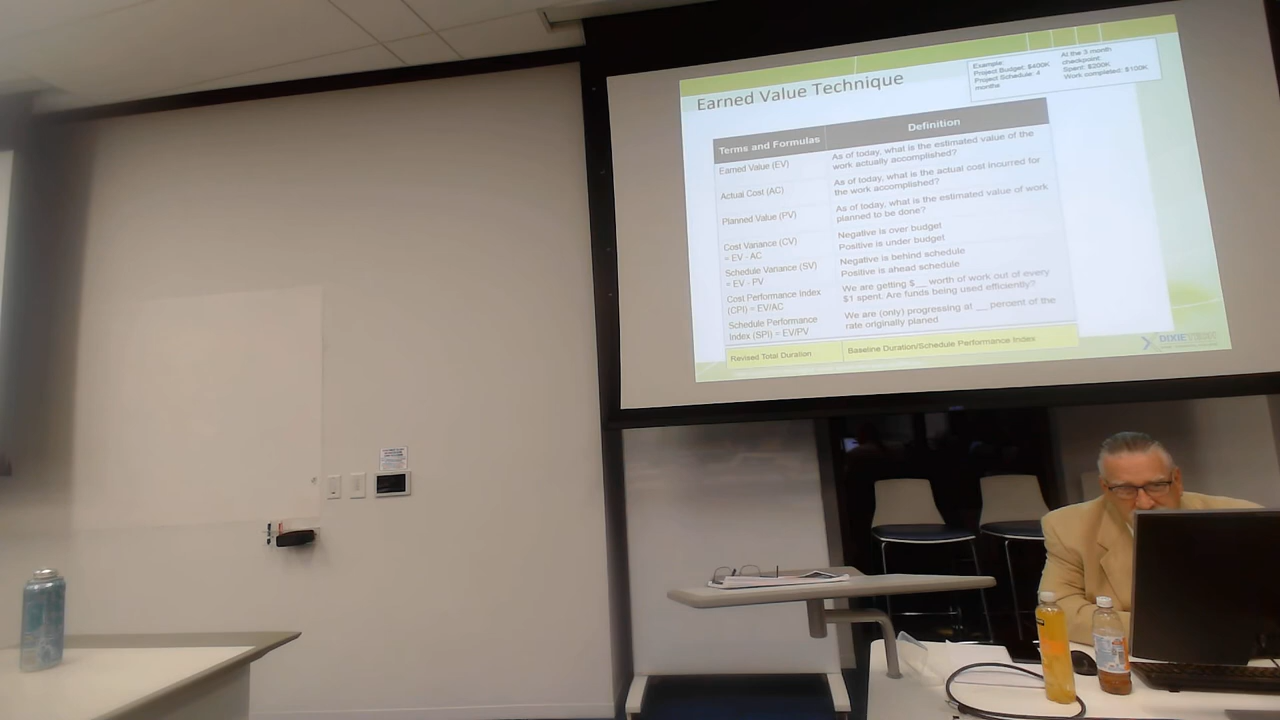 Earned Value Technique
Example:
Project Budget: $400K
Project Schedule: 4
months
At the 3 month
checkpoint:
Spent: $200K
Work completed: $100K
Terms and Formulas
Definition
Earned Value (EV)
As of today, what is the estimated value of the
work actually accomplished?
Actual Cost (AC)
As of today, what is the actual cost incurred for
the work accomplished?
Planned Value (PV)
As of today, what is the estimated value of work
planned to be done?
Cost Variance (CV)
= EV - AC
Negative is over budget
Positive is under budget
Schedule Variance (SV)
= EV - PV
Negative is behind schedule
Positive is ahead schedule
Cost Performance Index
(CPI) = EV/AC
We are getting $__ worth of work out of every
$1 spent. Are funds being used efficiently?
Schedule Performance
Index (SPI) = EV/PV
We are (only) progressing at __ percent of the
rate originally planed
Revised Total Duration
Baseline Duration/Schedule Performance Index
DIXIE